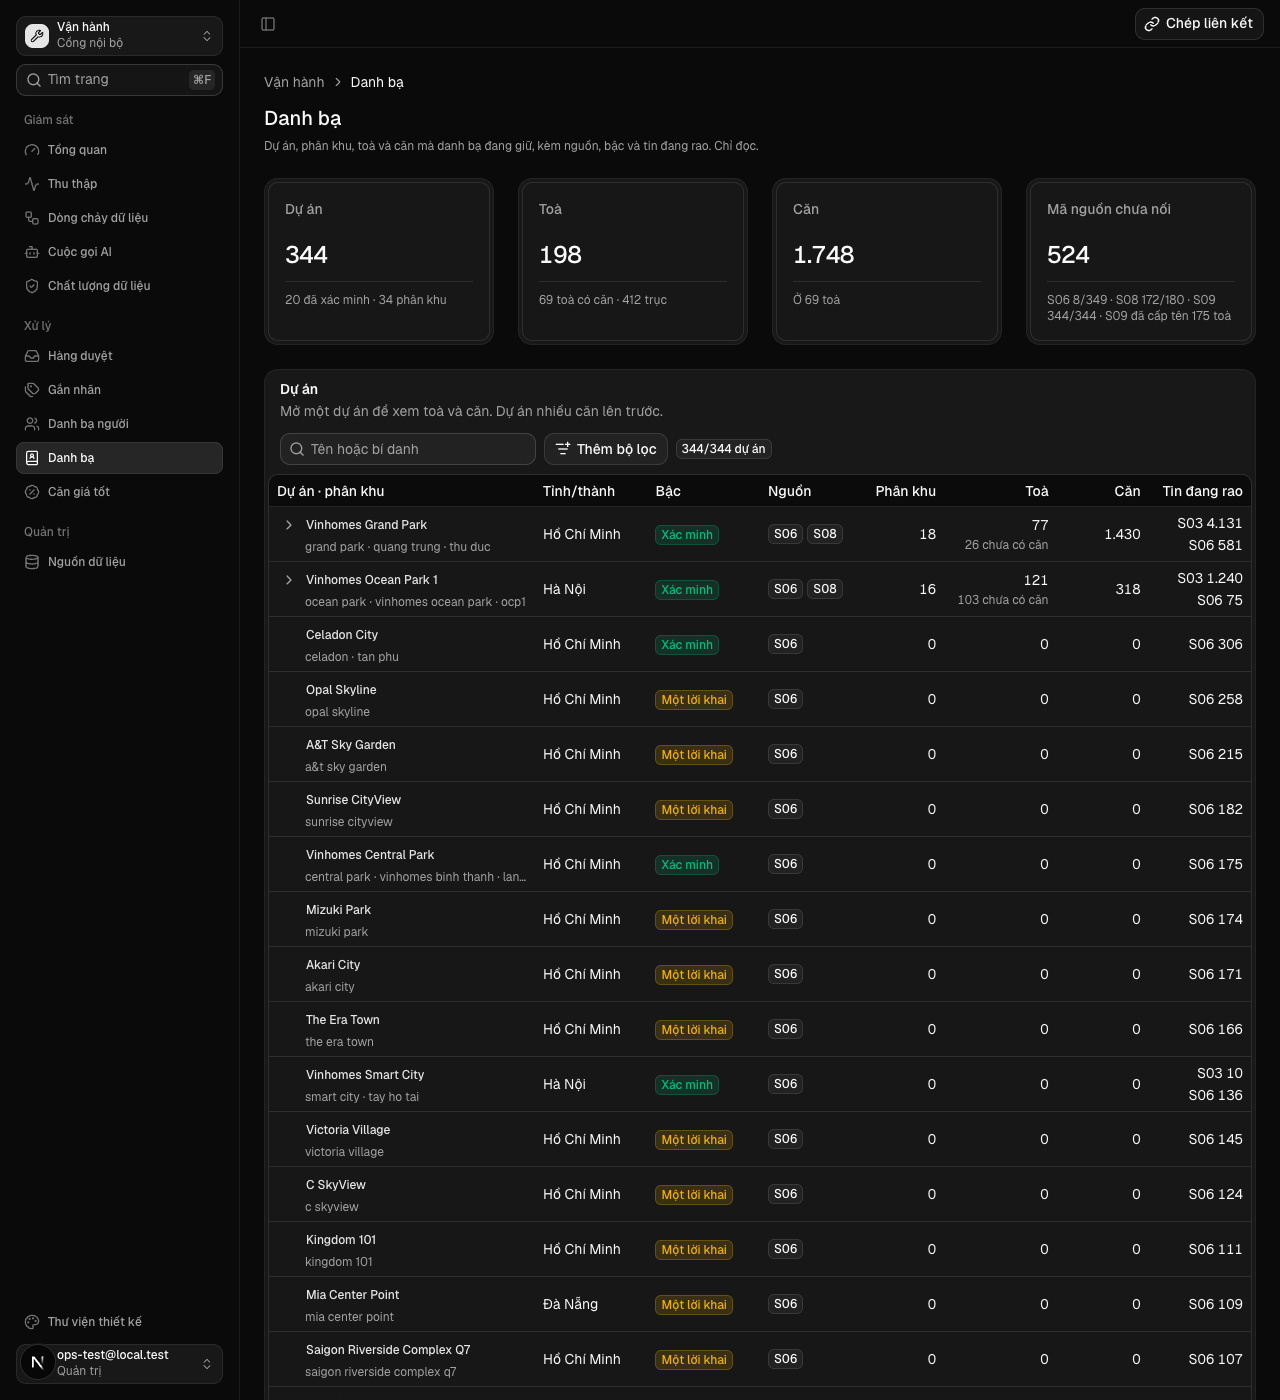 Vận hành
Cổng nội bộ
Tìm trang
⌘F
Giám sát
Tổng quan
Thu thập
Dòng chảy dữ liệu
Cuộc gọi AI
Chất lượng dữ liệu
Xử lý
Hàng duyệt
Gắn nhãn
Danh bạ người
Danh bạ
Căn giá tốt
Quản trị
Nguồn dữ liệu
Thư viện thiết kế
N
ops-test@local.test
Quản trị
Chép liên kết
Vận hành > Danh bạ
Danh bạ
Dự án, phân khu, toà và căn mà danh bạ đang giữ, kèm nguồn, bậc và tin đang rao. Chỉ đọc.
Dự án
344
20 đã xác minh · 34 phân khu
Toà
198
69 toà có căn · 412 trục
Căn
1.748
Ở 69 toà
Mã nguồn chưa nối
524
S06 8/349 · S08 172/180 · S09
344/344 · S09 đã cấp tên 175 toà
Dự án
Mở một dự án để xem toà và căn. Dự án nhiều căn lên trước.
Tên hoặc bí danh
Thêm bộ lọc
344/344 dự án
Dự án · phân khu Tỉnh/thành Bậc Nguồn Phân khu Toà Căn Tin đang rao
Vinhomes Grand Park Hồ Chí Minh Xác minh S06 S08 18 77 1.430 S03 4.131
grand park · quang trung · thu duc 26 chưa có căn S06 581
Vinhomes Ocean Park 1 Hà Nội Xác minh S06 S08 16 121 318 S03 1.240
ocean park · vinhomes ocean park · ocp1 103 chưa có căn S06 75
Celadon City Hồ Chí Minh Xác minh S06 0 0 0 S06 306
celadon · tan phu
Opal Skyline Hồ Chí Minh Một lời khai S06 0 0 0 S06 258
opal skyline
A&T Sky Garden Hồ Chí Minh Một lời khai S06 0 0 0 S06 215
a&t sky garden
Sunrise CityView Hồ Chí Minh Một lời khai S06 0 0 0 S06 182
sunrise cityview
Vinhomes Central Park Hồ Chí Minh Xác minh S06 0 0 0 S06 175
central park · vinhomes binh thanh · lan…
Mizuki Park Hồ Chí Minh Một lời khai S06 0 0 0 S06 174
mizuki park
Akari City Hồ Chí Minh Một lời khai S06 0 0 0 S06 171
akari city
The Era Town Hồ Chí Minh Một lời khai S06 0 0 0 S06 166
the era town
Vinhomes Smart City Hà Nội Xác minh S06 0 0 0 S03 10
smart city · tay ho tai S06 136
Victoria Village Hồ Chí Minh Một lời khai S06 0 0 0 S06 145
victoria village
C SkyView Hồ Chí Minh Một lời khai S06 0 0 0 S06 124
c skyview
Kingdom 101 Hồ Chí Minh Một lời khai S06 0 0 0 S06 111
kingdom 101
Mia Center Point Đà Nẵng Một lời khai S06 0 0 0 S06 109
mia center point
Saigon Riverside Complex Q7 Hồ Chí Minh Một lời khai S06 0 0 0 S06 107
saigon riverside complex q7